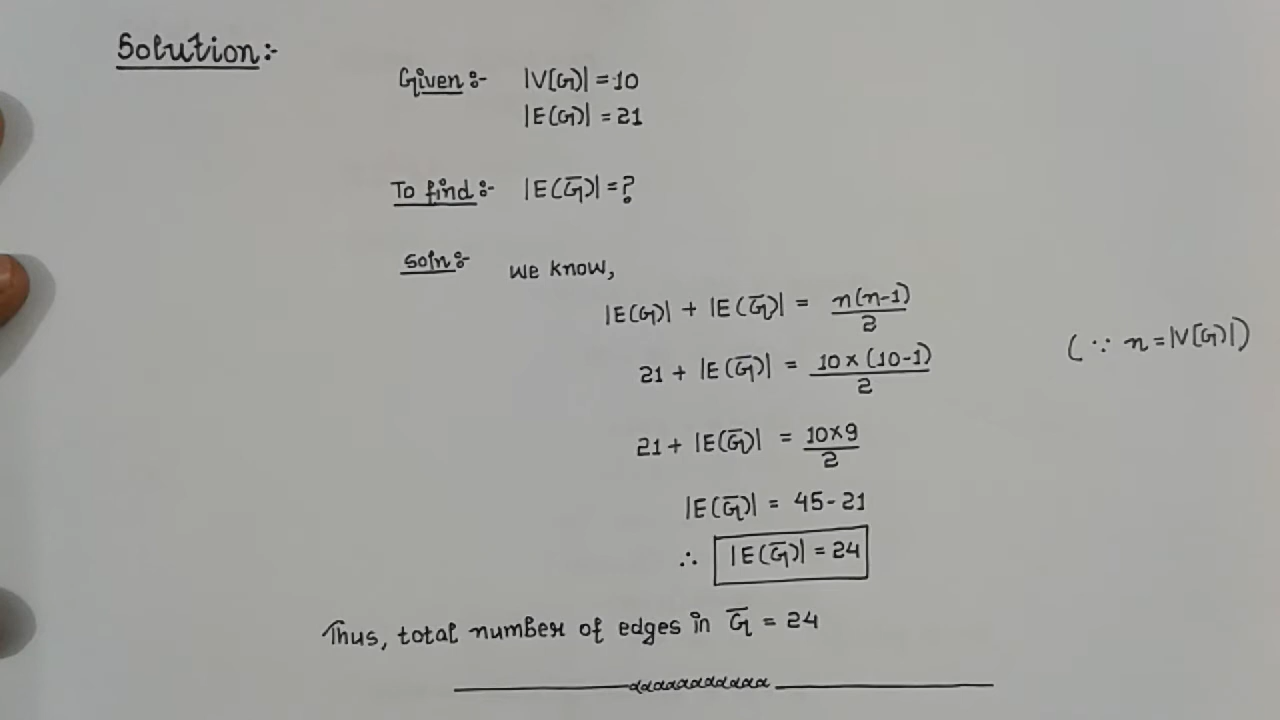 Solution:-
Given:- |V(G)| = 10
|E(G)| = 21
To find:- |E(G̅)| = ?
Soln:- We know,
|E(G)| + |E(G̅)| = n(n-1)/2
(∵ n = |V(G)|)
21 + |E(G̅)| = 10 × (10-1)/2
21 + |E(G̅)| = 10×9/2
|E(G̅)| = 45 - 21
∴ |E(G̅)| = 24
Thus, total number of edges in G̅ = 24